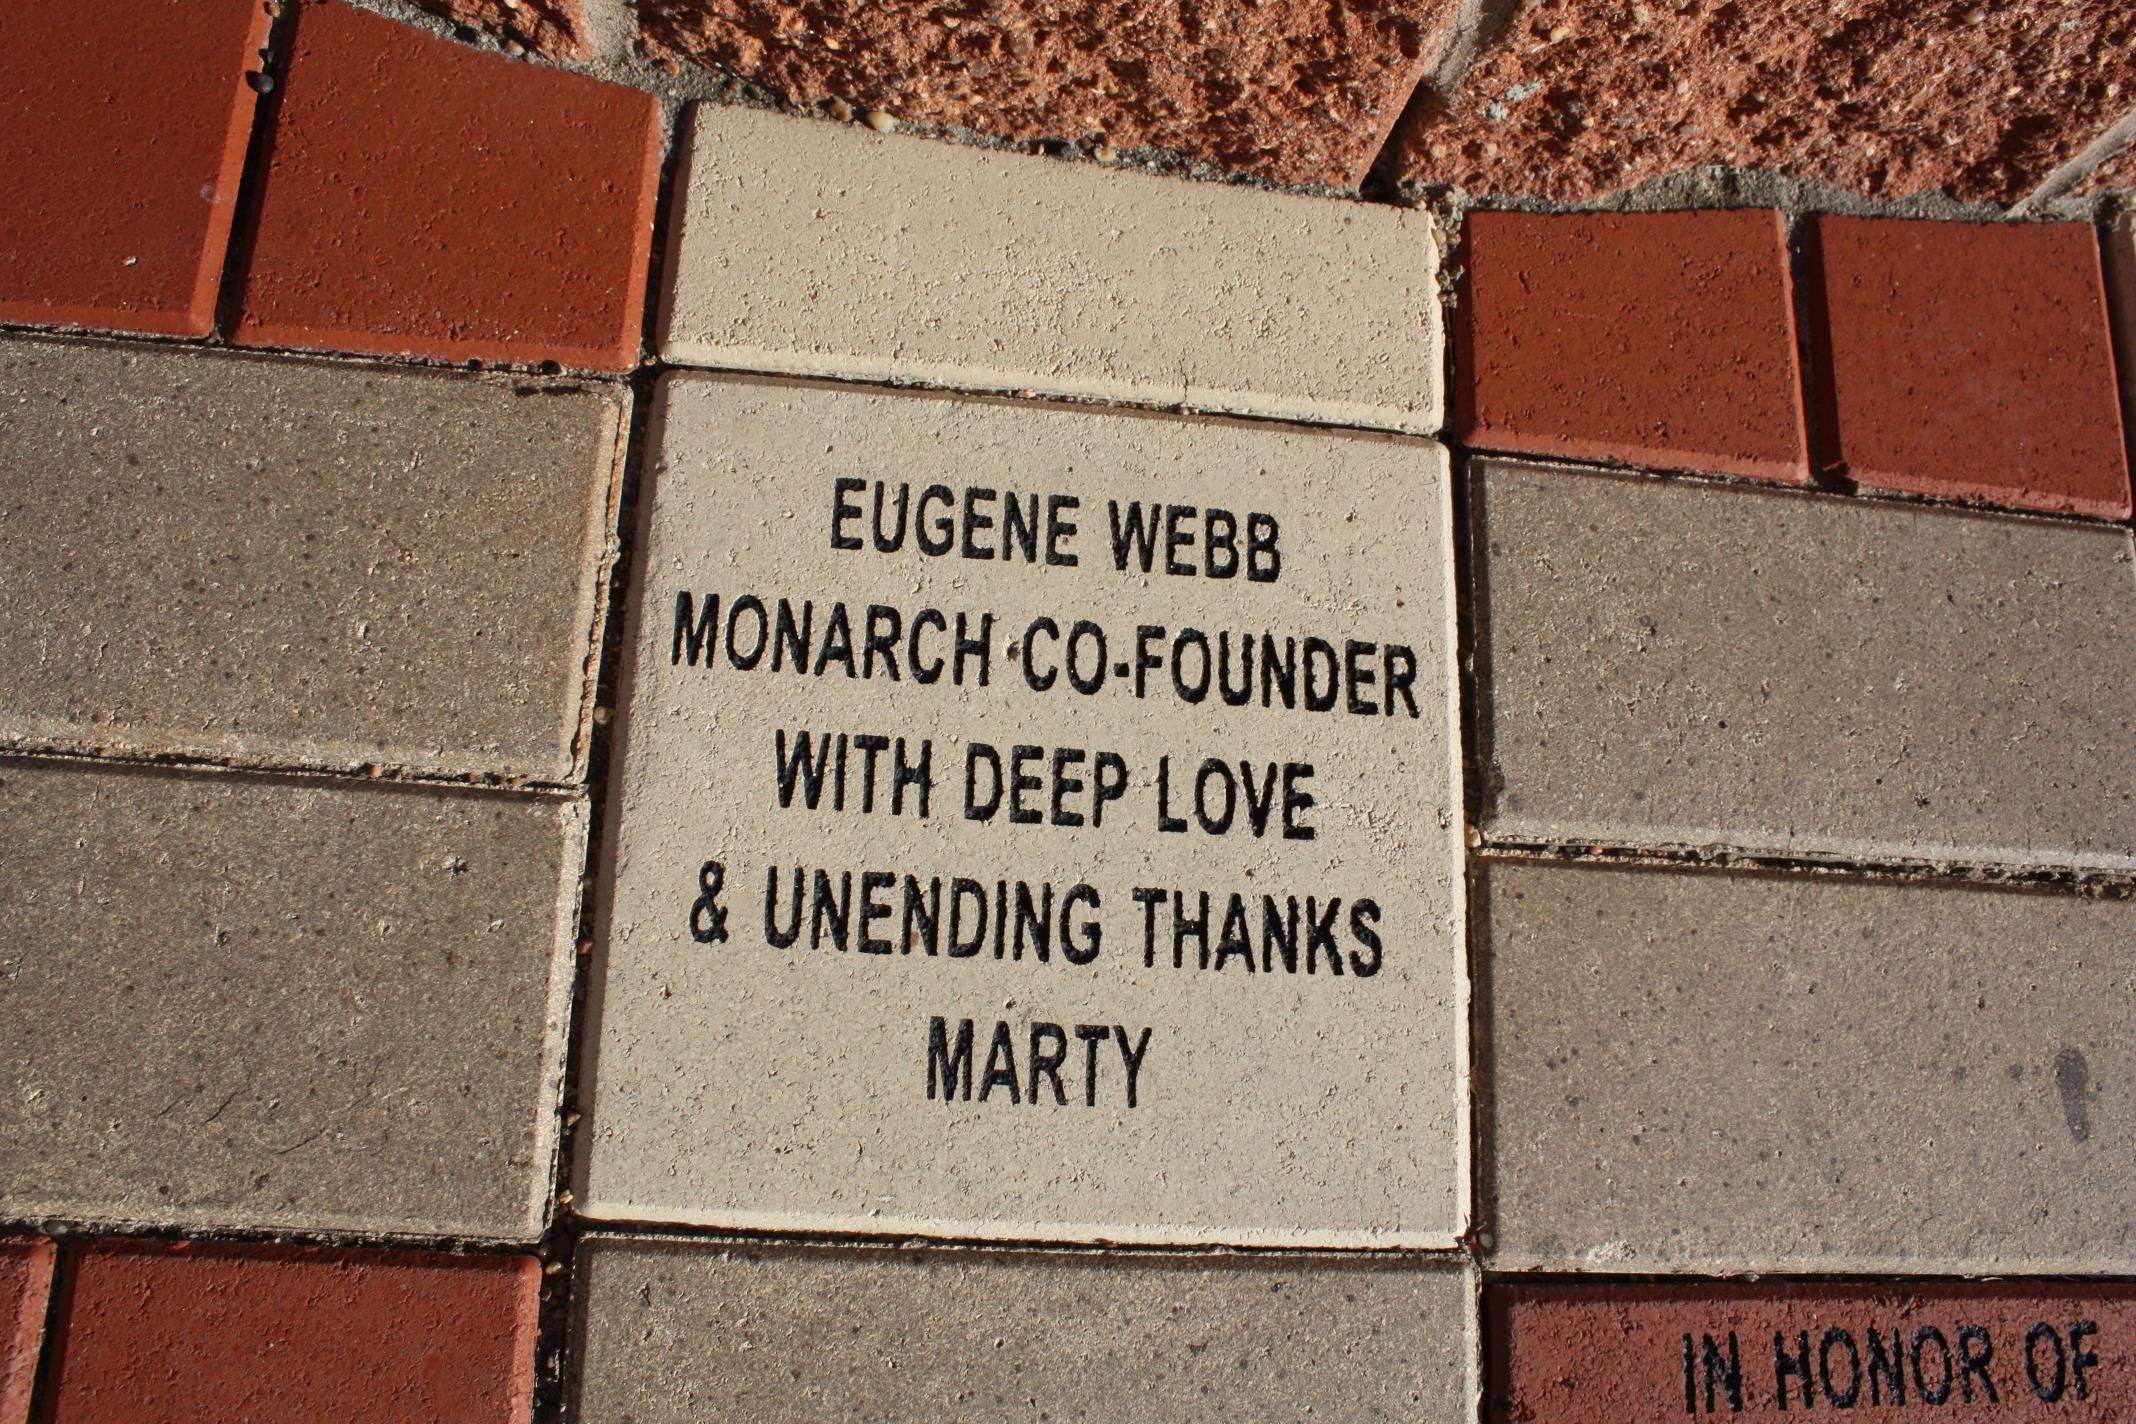 EUGENE WEBB
MONARCH CO-FOUNDER
WITH DEEP LOVE
& UNENDING THANKS
MARTY
IN HONOR OF